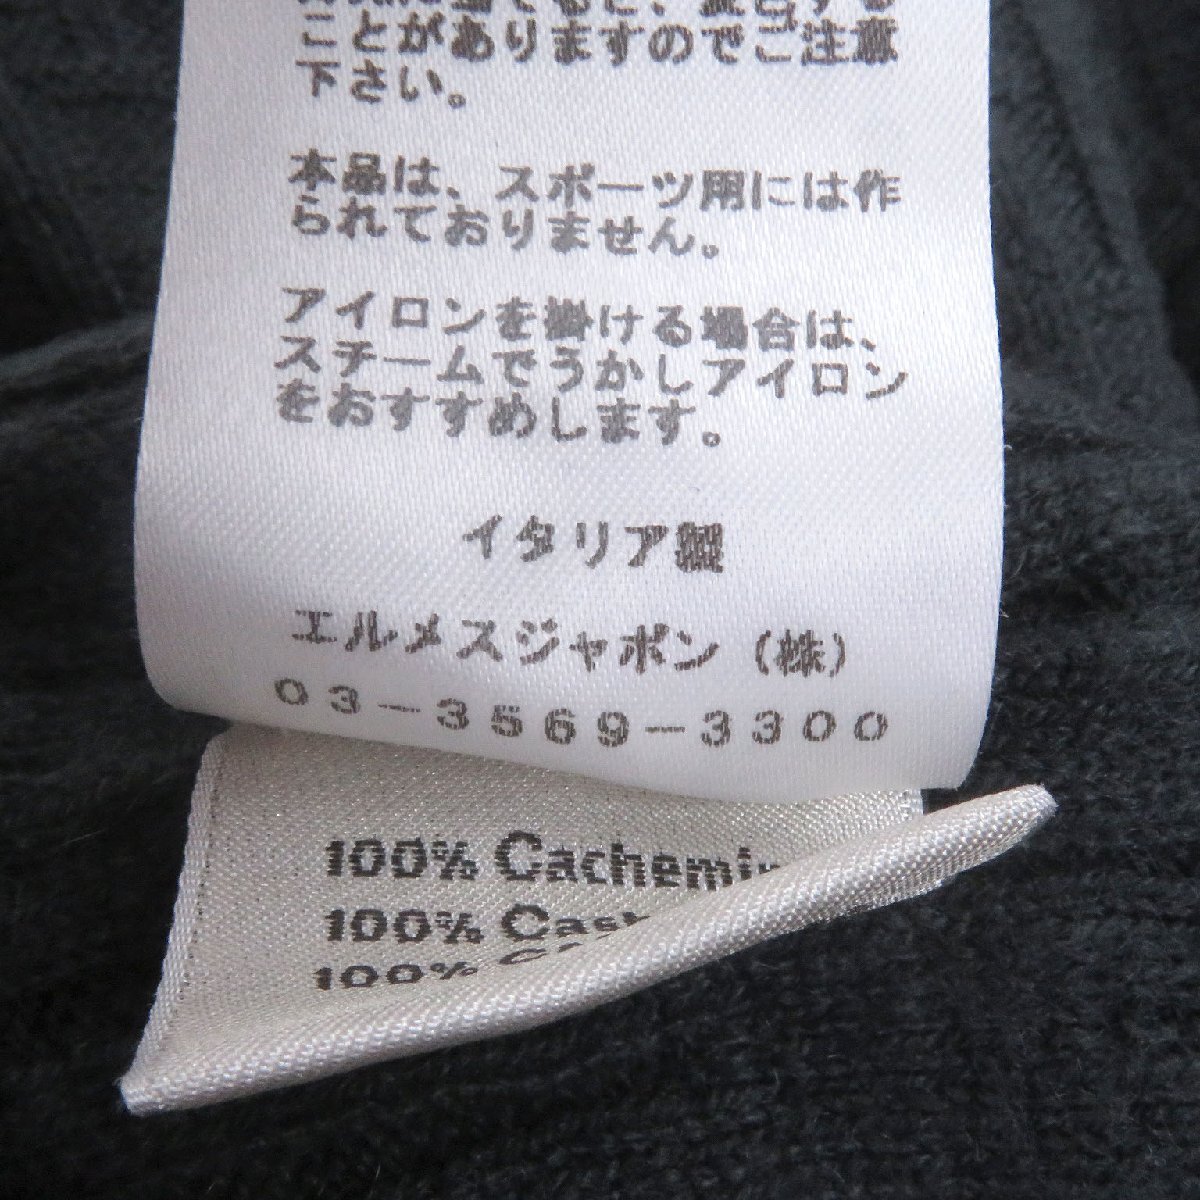 ことがありますのでご注意
下さい。
本品は、スポーツ用には作
られておりません。
アイロンを掛ける場合は、
スチームでうかしアイロン
をおすすめします。
イタリア製
エルメスジャポン（株）
03-3569-3300
100%
100%
100%